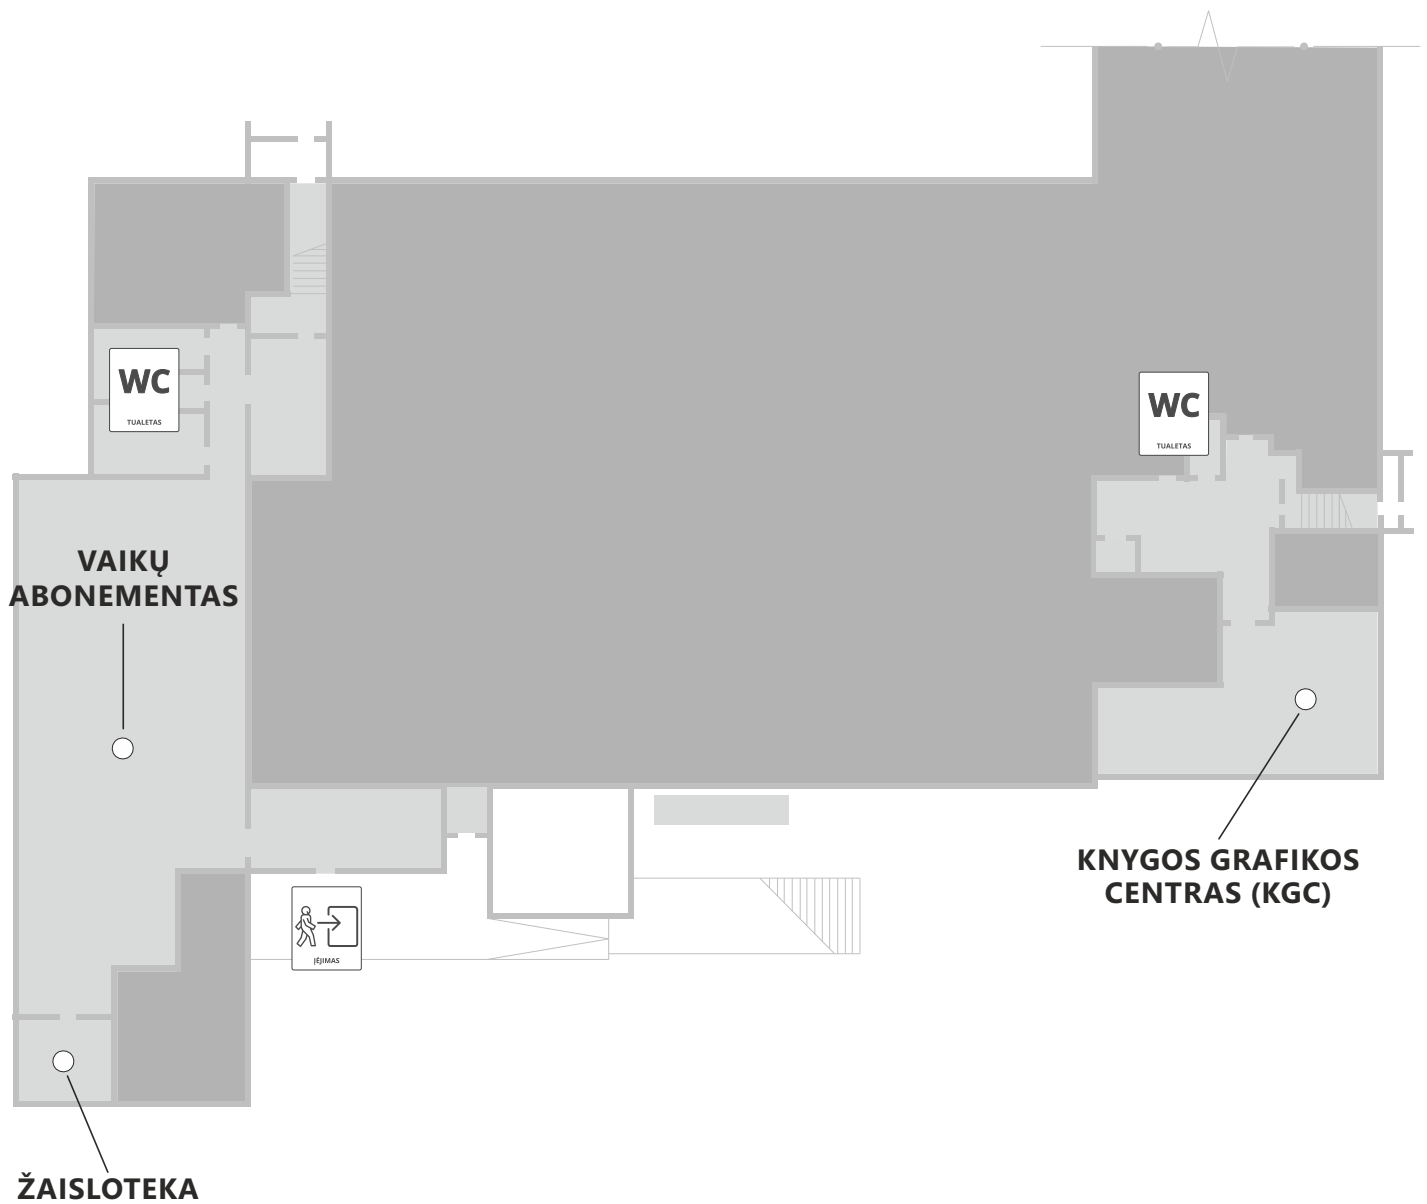 WC
TUALETAS
WC
TUALETAS
VAIKŲ
ABONEMENTAS
KNYGOS GRAFIKOS
CENTRAS (KGC)
ĮĖJIMAS
ŽAISLOTEKA